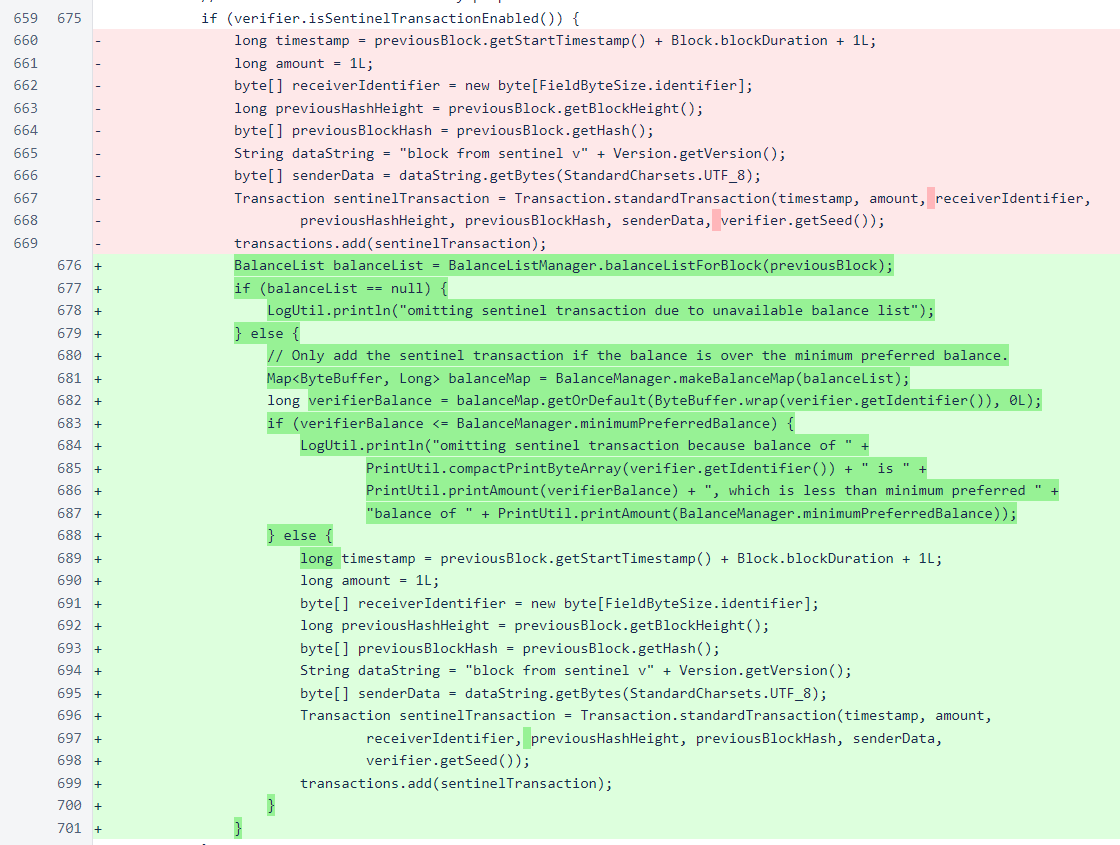 659 675 if (verifier.isSentinelTransactionEnabled()) {
660 - long timestamp = previousBlock.getStartTimestamp() + Block.blockDuration + 1L;
661 - long amount = 1L;
662 - byte[] receiverIdentifier = new byte[FieldByteSize.identifier];
663 - long previousHashHeight = previousBlock.getBlockHeight();
664 - byte[] previousBlockHash = previousBlock.getHash();
665 - String dataString = "block from sentinel v" + Version.getVersion();
666 - byte[] senderData = dataString.getBytes(StandardCharsets.UTF_8);
667 - Transaction sentinelTransaction = Transaction.standardTransaction(timestamp, amount, receiverIdentifier,
668 - previousHashHeight, previousBlockHash, senderData, verifier.getSeed());
669 - transactions.add(sentinelTransaction);
676 + BalanceList balanceList = BalanceListManager.balanceListForBlock(previousBlock);
677 + if (balanceList == null) {
678 + LogUtil.println("omitting sentinel transaction due to unavailable balance list");
679 + } else {
680 + // Only add the sentinel transaction if the balance is over the minimum preferred balance.
681 + Map<ByteBuffer, Long> balanceMap = BalanceManager.makeBalanceMap(balanceList);
682 + long verifierBalance = balanceMap.getOrDefault(ByteBuffer.wrap(verifier.getIdentifier()), 0L);
683 + if (verifierBalance <= BalanceManager.minimumPreferredBalance) {
684 + LogUtil.println("omitting sentinel transaction because balance of " +
685 + PrintUtil.compactPrintByteArray(verifier.getIdentifier()) + " is " +
686 + PrintUtil.printAmount(verifierBalance) + ", which is less than minimum preferred " +
687 + "balance of " + PrintUtil.printAmount(BalanceManager.minimumPreferredBalance));
688 + } else {
689 + long timestamp = previousBlock.getStartTimestamp() + Block.blockDuration + 1L;
690 + long amount = 1L;
691 + byte[] receiverIdentifier = new byte[FieldByteSize.identifier];
692 + long previousHashHeight = previousBlock.getBlockHeight();
693 + byte[] previousBlockHash = previousBlock.getHash();
694 + String dataString = "block from sentinel v" + Version.getVersion();
695 + byte[] senderData = dataString.getBytes(StandardCharsets.UTF_8);
696 + Transaction sentinelTransaction = Transaction.standardTransaction(timestamp, amount,
697 + receiverIdentifier, previousHashHeight, previousBlockHash, senderData,
698 + verifier.getSeed());
699 + transactions.add(sentinelTransaction);
700 + }
701 + }